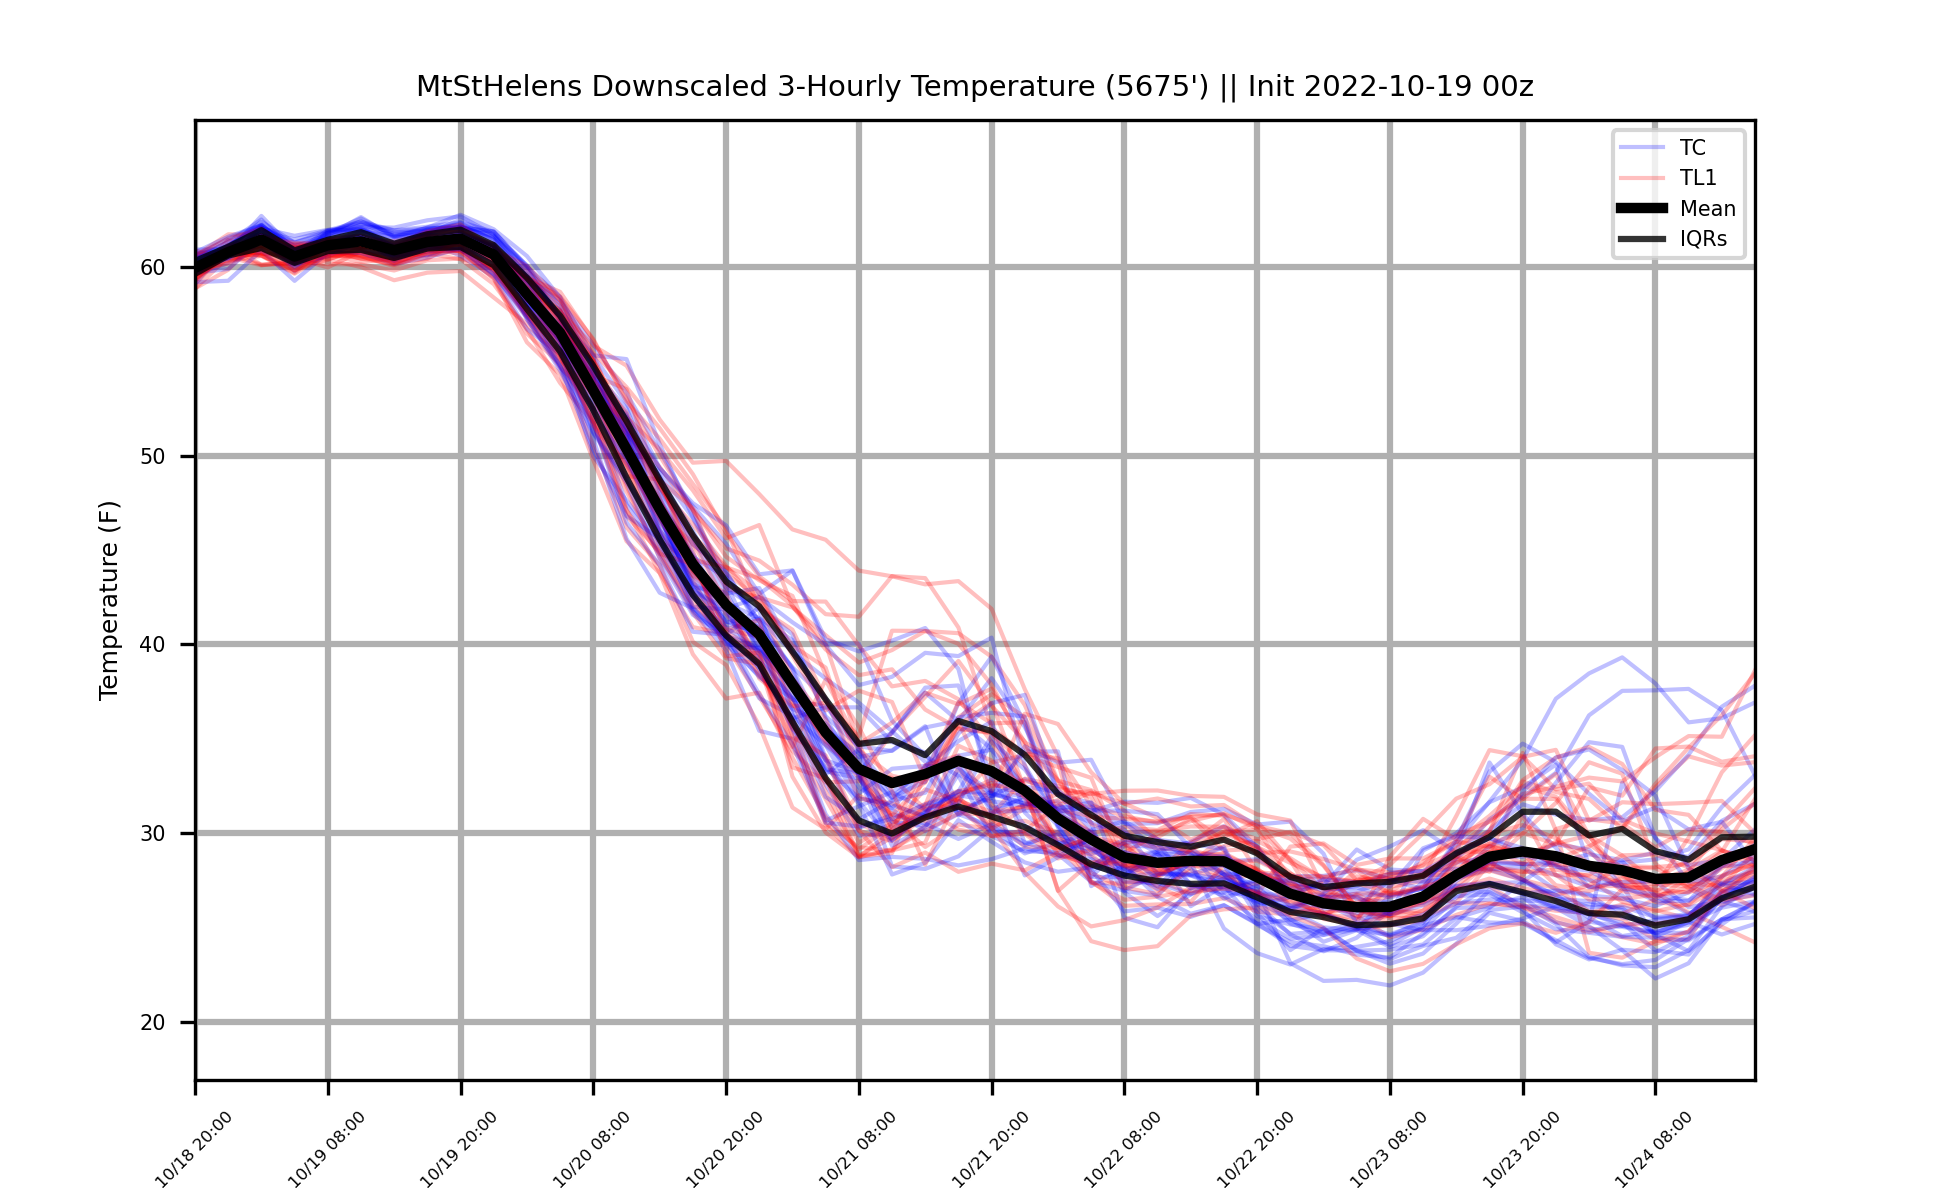 MtStHelens Downscaled 3-Hourly Temperature (5675') || Init 2022-10-19 00z
TC
TL1
Mean
IQRs
Temperature (F)
60
50
40
30
20
10/18 20:00
10/19 08:00
10/19 20:00
10/20 08:00
10/20 20:00
10/21 08:00
10/21 20:00
10/22 08:00
10/22 20:00
10/23 08:00
10/23 20:00
10/24 08:00